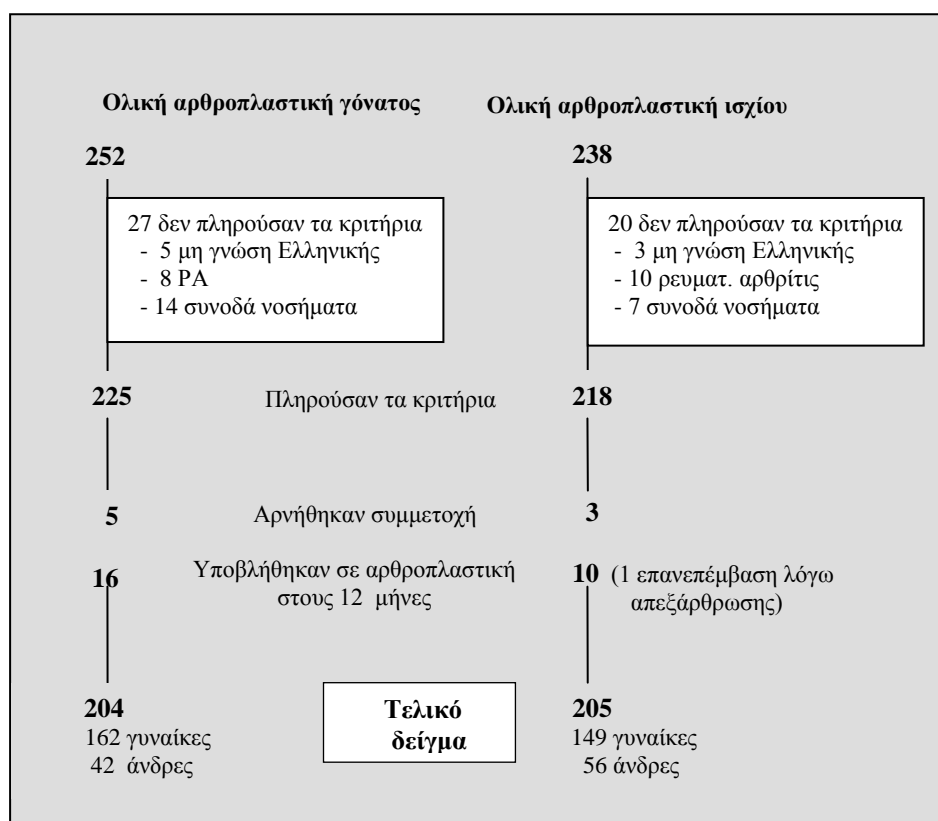 Ολική αρθροπλαστική γόνατος
Ολική αρθροπλαστική ισχίου
252
238
27 δεν πληρούσαν τα κριτήρια
- 5 μη γνώση Ελληνικής
- 8 ΡΑ
- 14 συνοδά νοσήματα
20 δεν πληρούσαν τα κριτήρια
- 3 μη γνώση Ελληνικής
- 10 ρευματ. αρθρίτις
- 7 συνοδά νοσήματα
225
Πληρούσαν τα κριτήρια
218
5
Αρνήθηκαν συμμετοχή
3
16
Υποβλήθηκαν σε αρθροπλαστική
στους 12 μήνες
10 (1 επανεπέμβαση λόγω
απεξάρθρωσης)
204
162 γυναίκες
42 άνδρες
Τελικό
δείγμα
205
149 γυναίκες
56 άνδρες